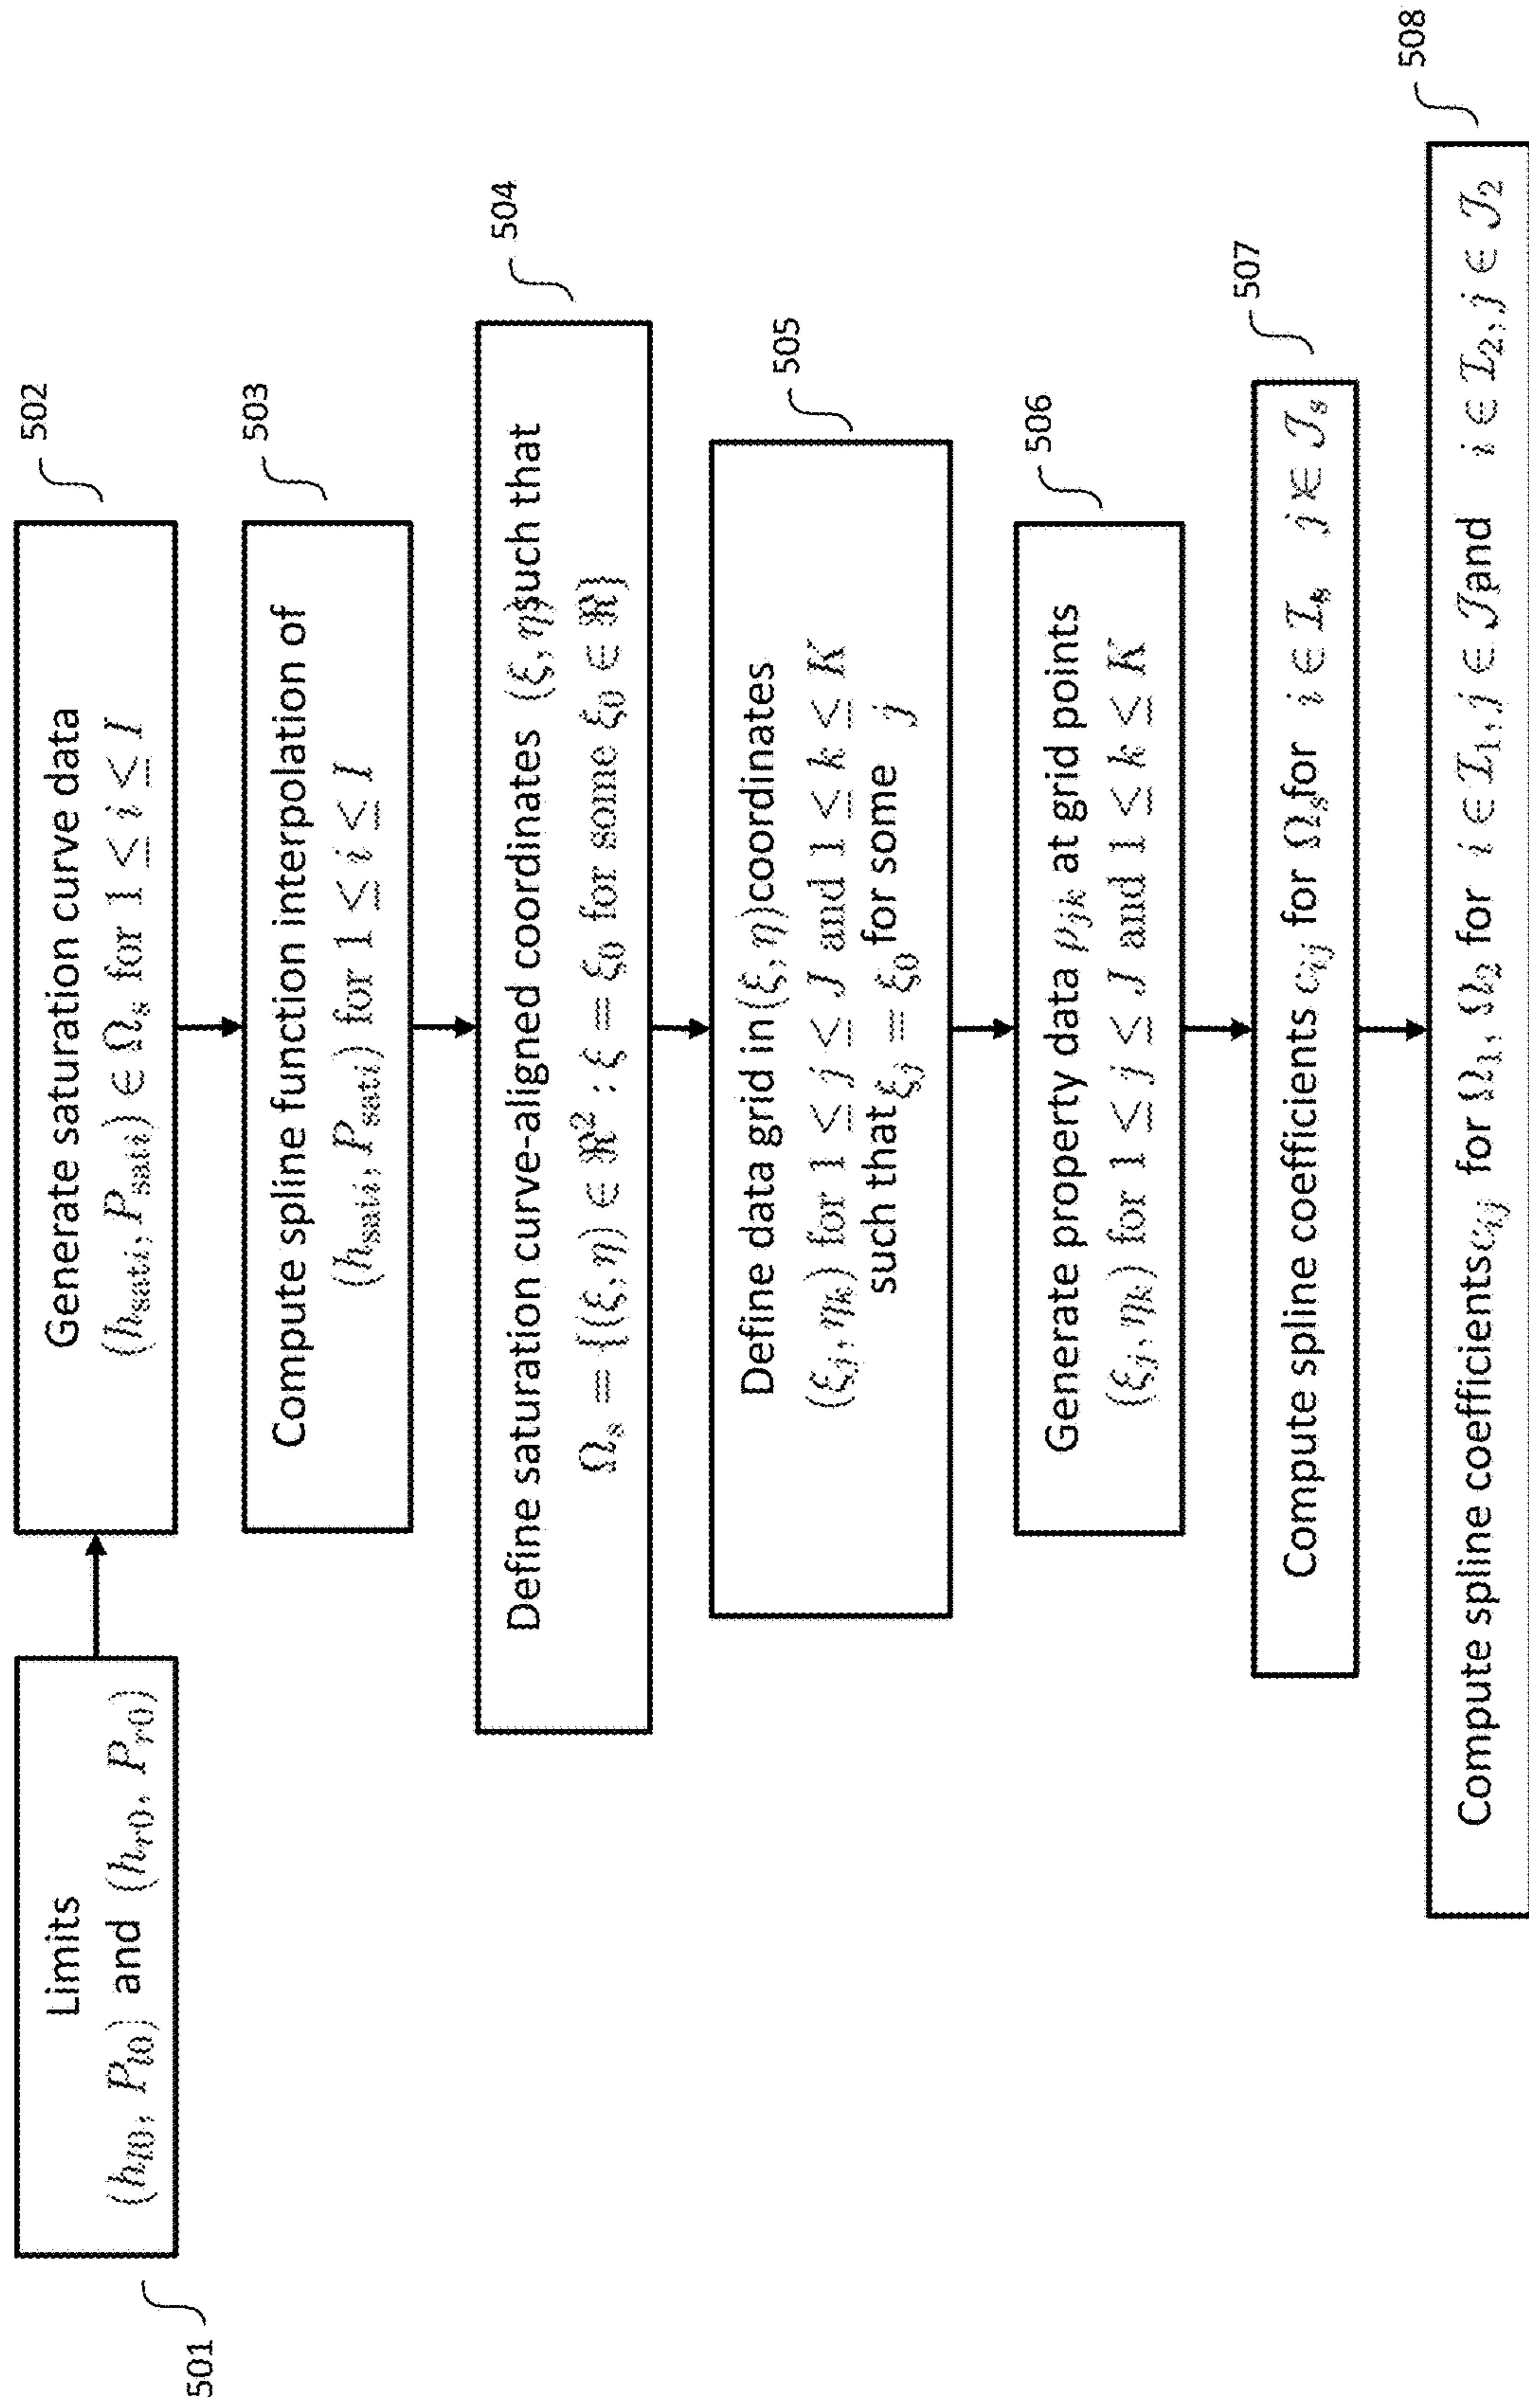 501
Limits
(h_{l0}, P_{l0}) and (h_{r0}, P_{r0})
502
Generate saturation curve data
(h_{sati}, P_{sati}) ∈ Ω_s for 1 ≤ i ≤ I
503
Compute spline function interpolation of
(h_{sati}, P_{sati}) for 1 ≤ i ≤ I
504
Define saturation curve-aligned coordinates (ξ, η) such that
Ω_s = {(ξ, η) ∈ ℜ² : ξ = ξ_0 for some ξ_0 ∈ ℜ}
505
Define data grid in (ξ, η) coordinates
(ξ_j, η_k) for 1 ≤ j ≤ J and 1 ≤ k ≤ K
such that ξ_j = ξ_0 for some j
506
Generate property data ρ_{jk} at grid points
(ξ_j, η_k) for 1 ≤ j ≤ J and 1 ≤ k ≤ K
507
Compute spline coefficients c_{ij} for Ω_s for i ∈ I_s j ∈ J_s
508
Compute spline coefficients c_{ij} for Ω_1, Ω_2 for i ∈ I_1, j ∈ J and i ∈ I_2, j ∈ J_2